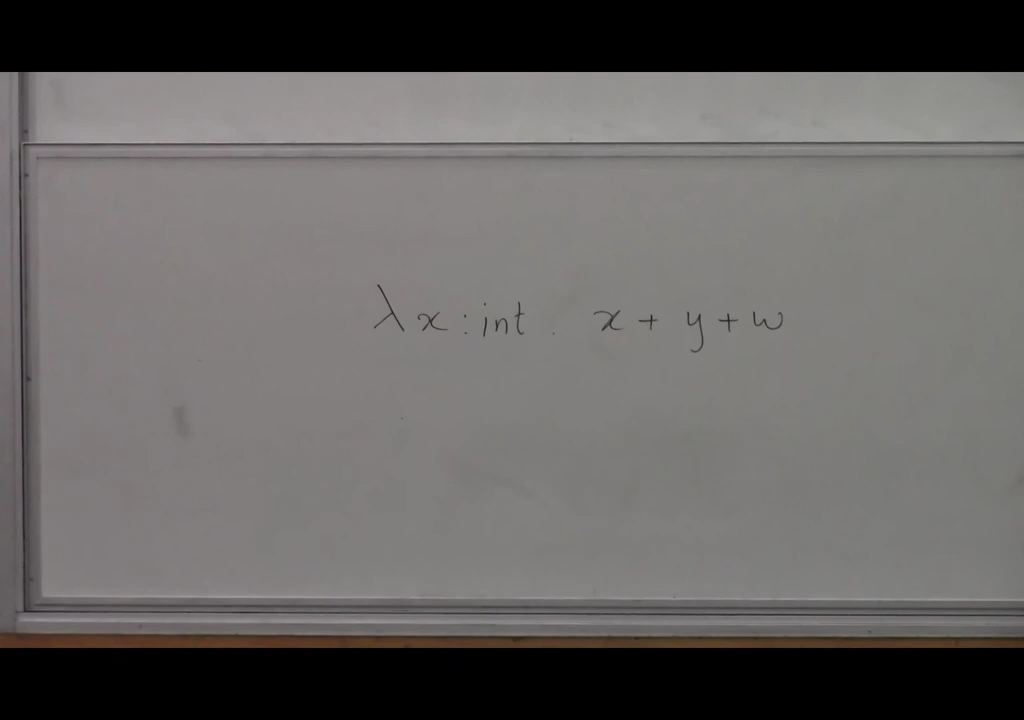 λx : int . x + y + w